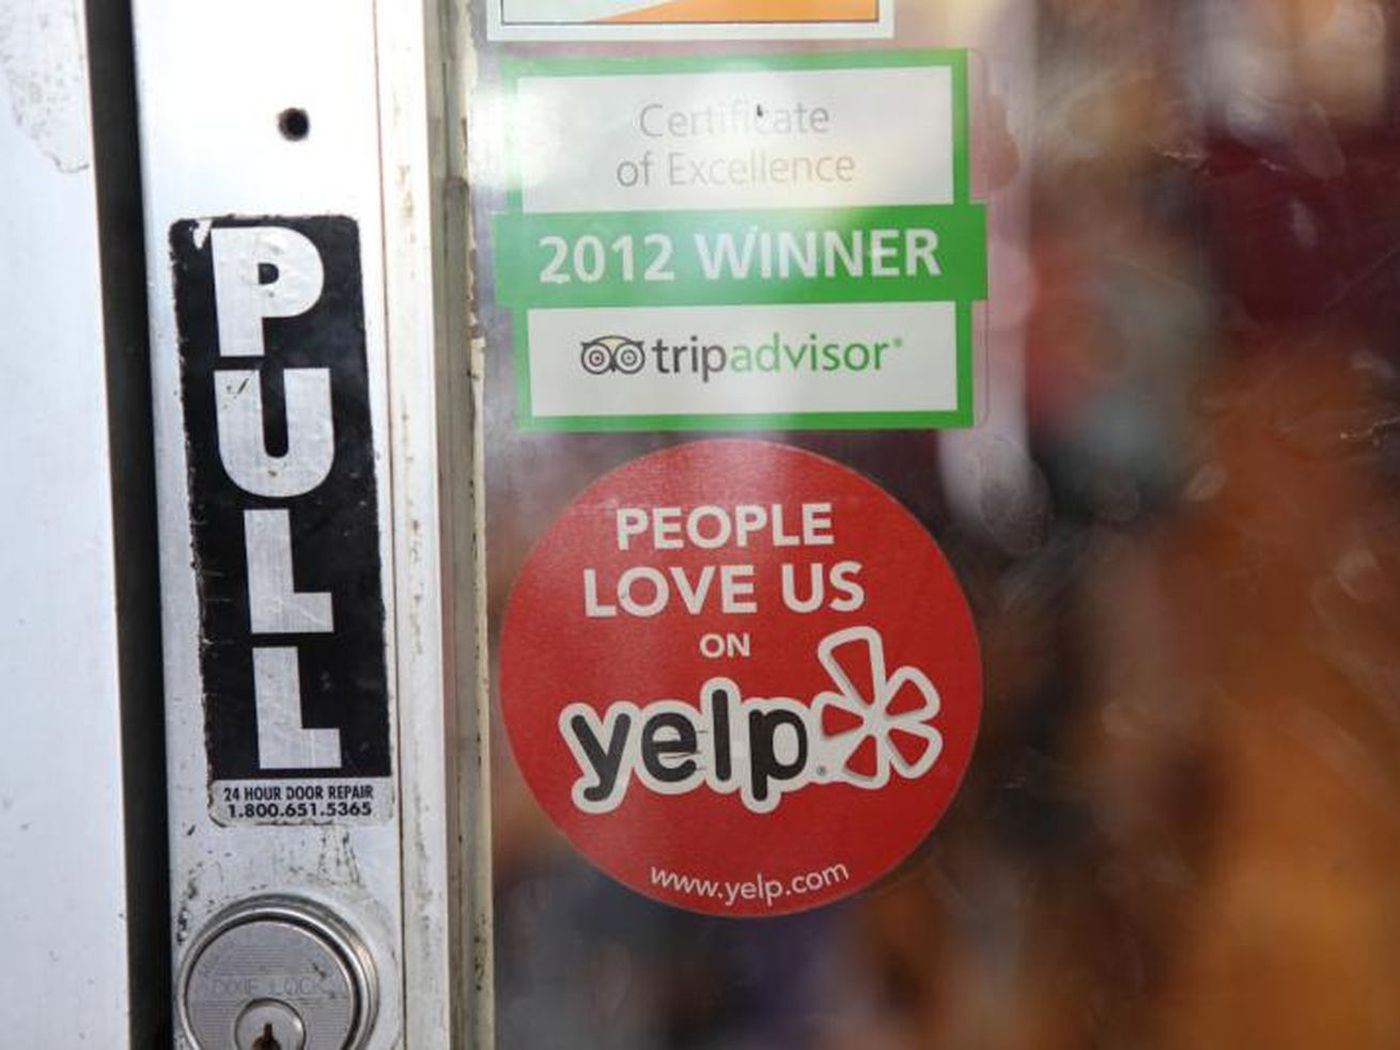 PULL
24 HOUR DOOR REPAIR
1.800.651.5365
Certificate
of Excellence
2012 WINNER
tripadvisor®
PEOPLE
LOVE US
ON
yelp®
www.yelp.com